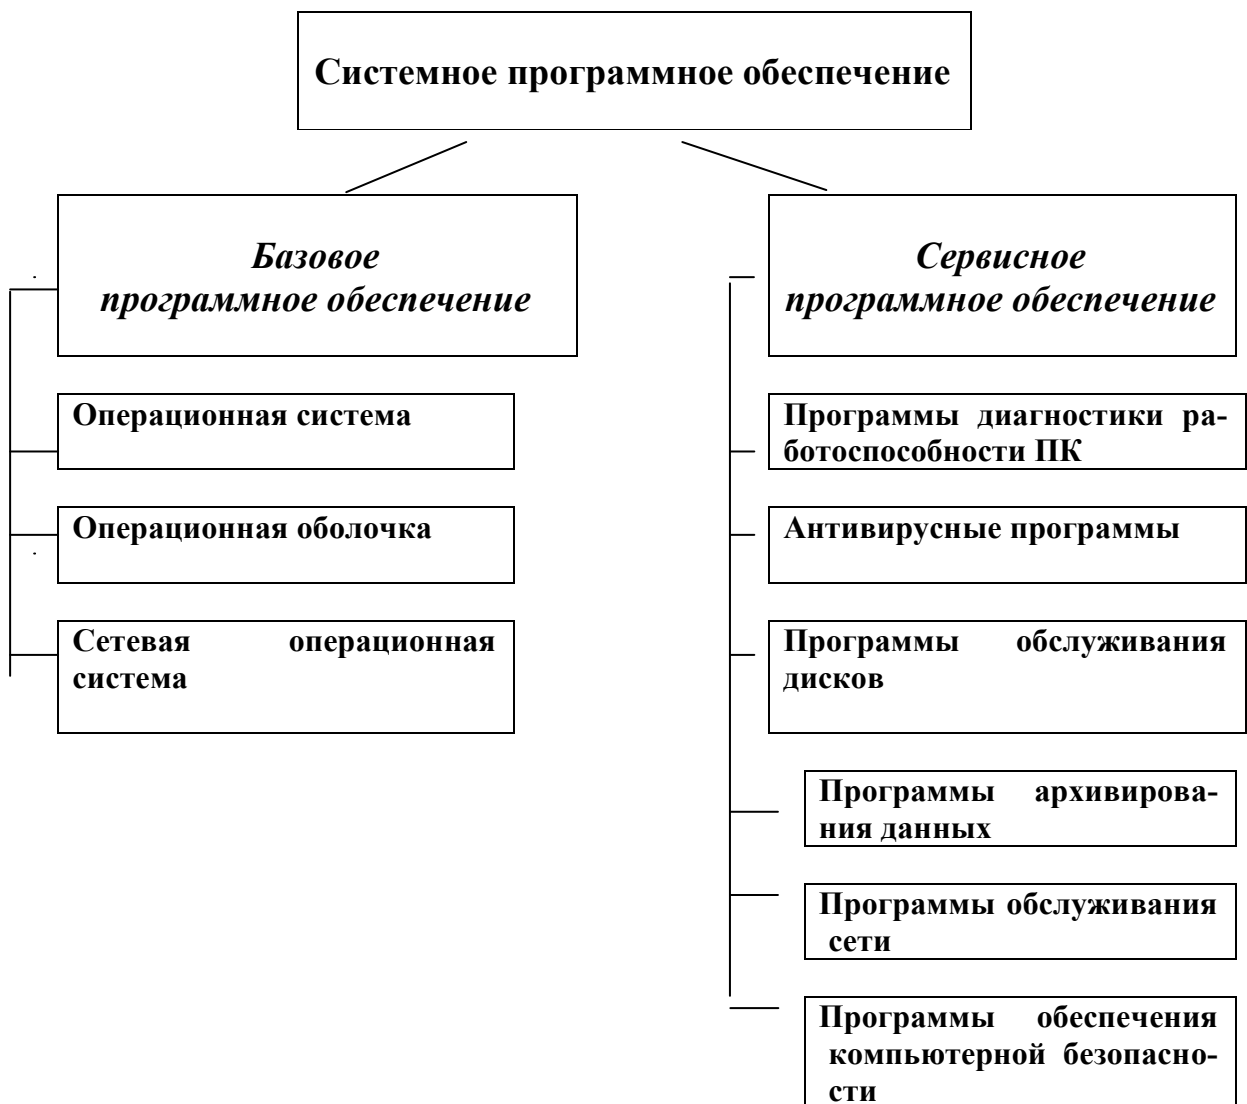 Системное программное обеспечение
Базовое
программное обеспечение
Операционная система
Операционная оболочка
Сетевая операционная
система
Сервисное
программное обеспечение
Программы диагностики ра-
ботоспособности ПК
Антивирусные программы
Программы обслуживания
дисков
Программы архивирова-
ния данных
Программы обслуживания
сети
Программы обеспечения
компьютерной безопасно-
сти